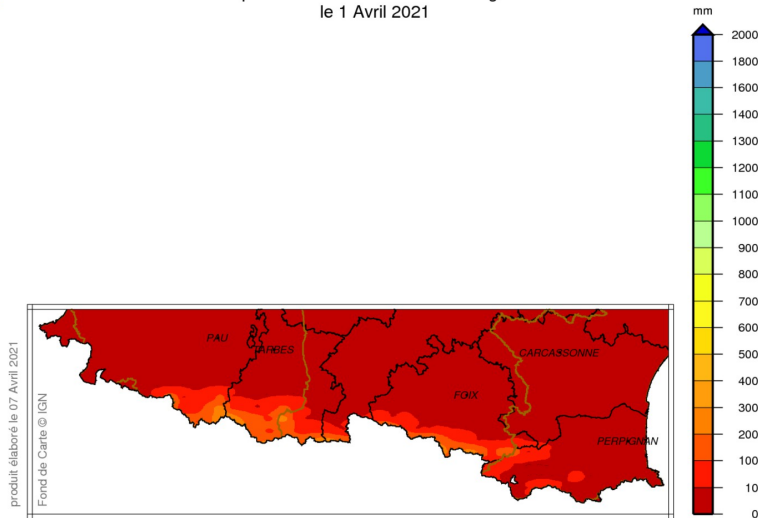 le 1 Avril 2021
mm
2000
1800
1600
1400
1300
1200
1100
1000
900
800
700
600
500
400
300
200
100
10
0
PAU
TARBES
CARCASSONNE
FOIX
PERPIGNAN
produit élaboré le 07 Avril 2021
Fond de Carte © IGN